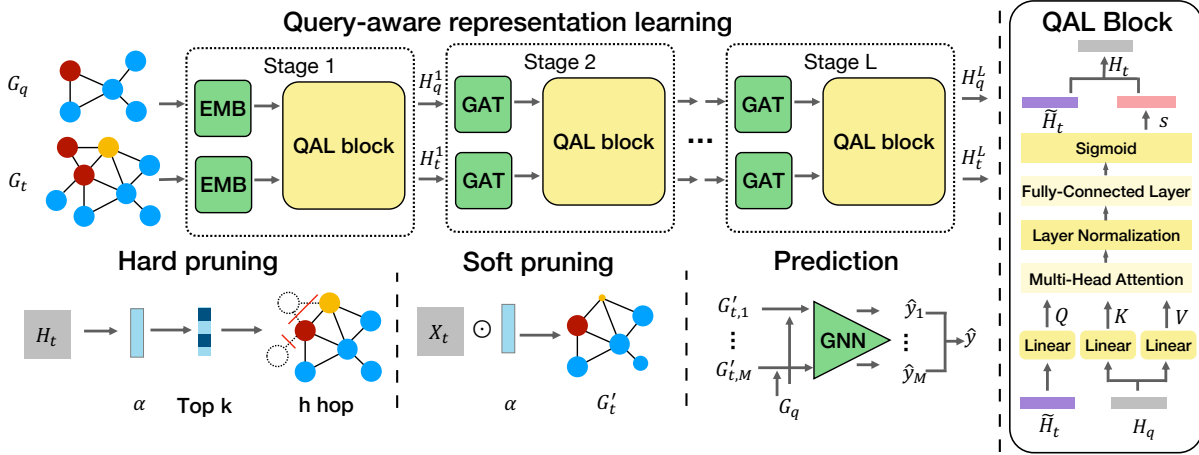 Query-aware representation learning
G_q
G_t
Stage 1
EMB
EMB
QAL block
H_q^1
H_t^1
Stage 2
GAT
GAT
QAL block
...
Stage L
GAT
GAT
QAL block
H_q^L
H_t^L
Hard pruning
H_t
α
Top k
h hop
Soft pruning
X_t ⊙
α
G'_t
Prediction
G'_{t,1}
⋮
G'_{t,M}
G_q
GNN
ŷ_1
⋮
ŷ_M
ŷ
QAL Block
H_t
H̃_t
s
Sigmoid
Fully-Connected Layer
Layer Normalization
Multi-Head Attention
Q K V
Linear Linear Linear
H̃_t H_q